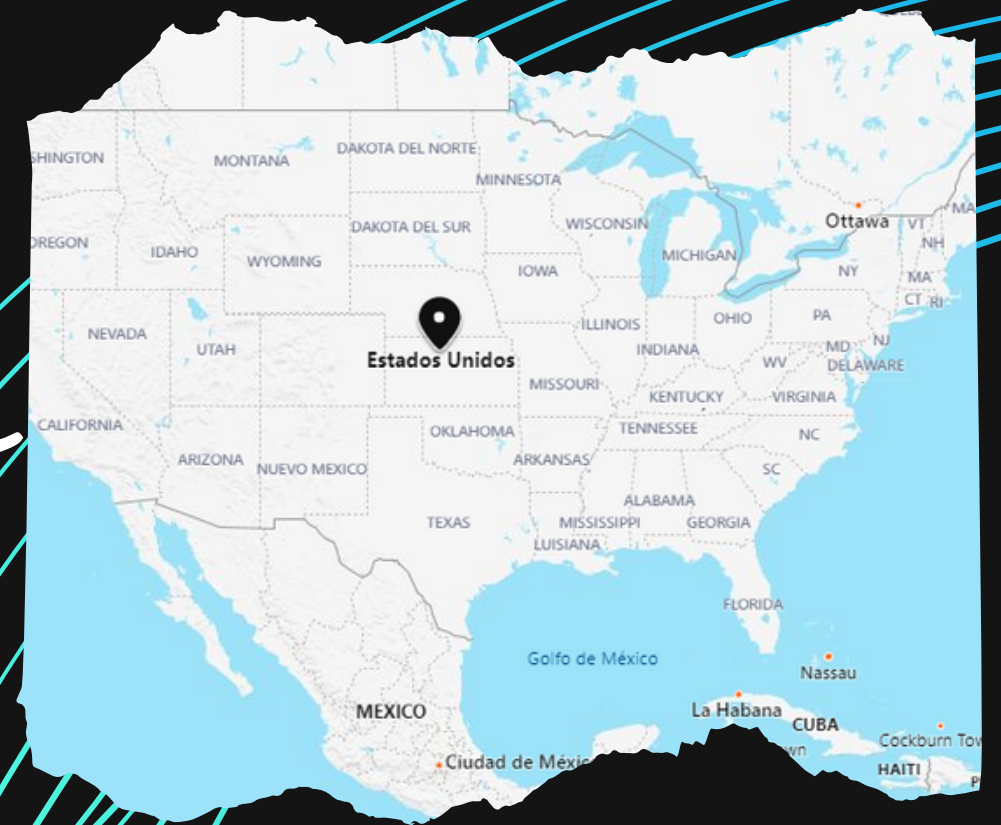 SHINGTON
MONTANA
DAKOTA DEL NORTE
MINNESOTA
OREGON
IDAHO
WYOMING
DAKOTA DEL SUR
WISCONSIN
MICHIGAN
Ottawa
VT
MA
NH
IOWA
NY
MA
CT
RI
NEVADA
UTAH
Estados Unidos
ILLINOIS
INDIANA
OHIO
PA
NJ
MD
DELAWARE
WV
MISSOURI
KENTUCKY
VIRGINIA
CALIFORNIA
ARIZONA
NUEVO MEXICO
OKLAHOMA
ARKANSAS
TENNESSEE
NC
SC
TEXAS
LUISIANA
MISSISSIPPI
ALABAMA
GEORGIA
FLORIDA
Golfo de México
Nassau
MEXICO
La Habana
CUBA
Ciudad de Méxic
wn
Cockburn Tow
HAITI
P